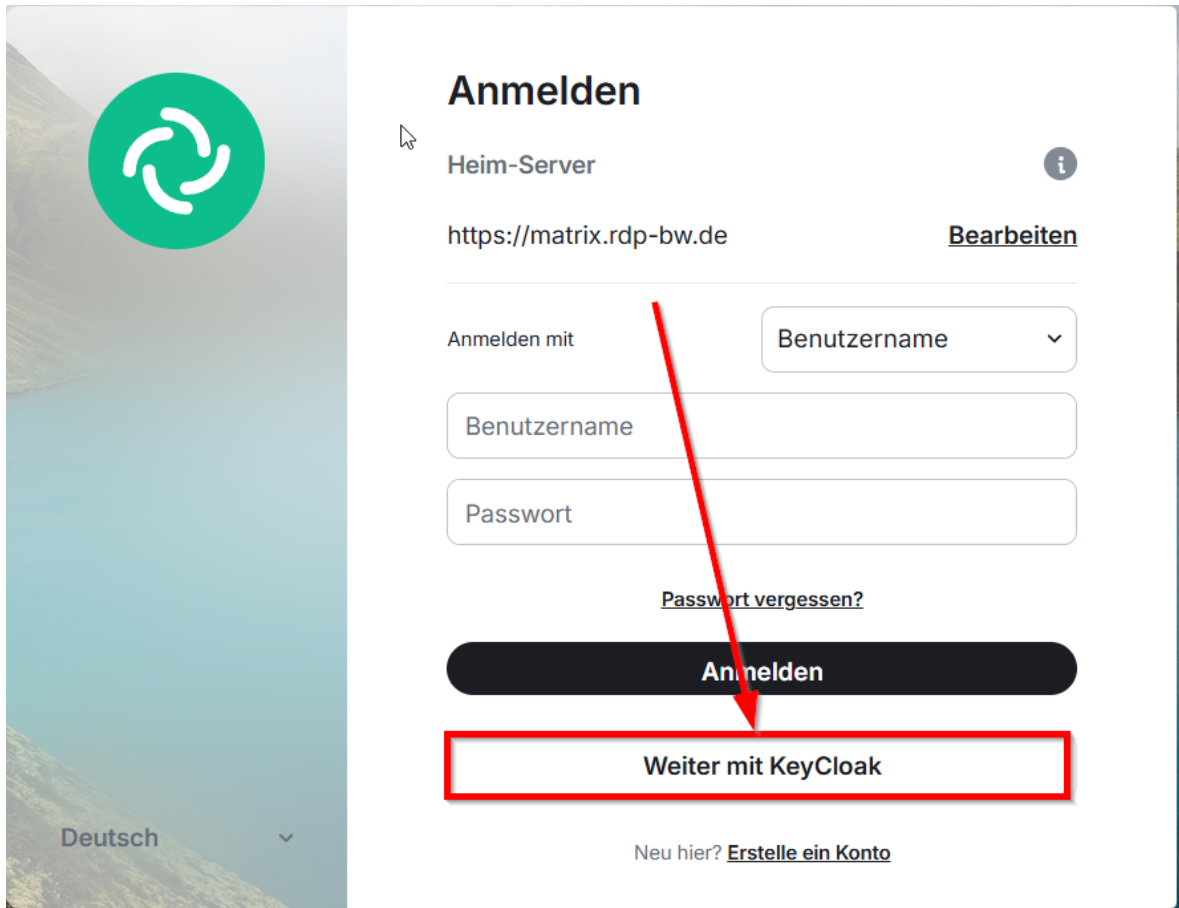 Anmelden
Heim-Server
https://matrix.rdp-bw.de Bearbeiten
Anmelden mit Benutzername
Benutzername
Passwort
Passwort vergessen?
Anmelden
Weiter mit KeyCloak
Deutsch
Neu hier? Erstelle ein Konto